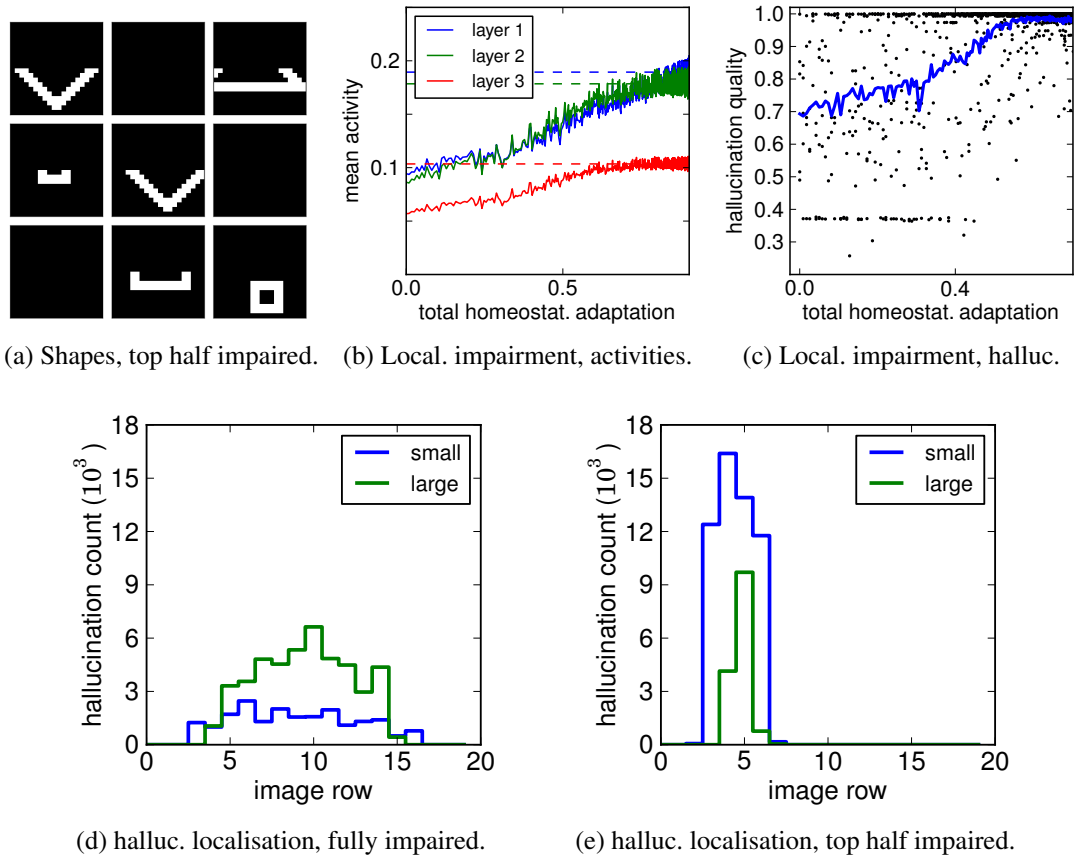 layer 1
layer 2
layer 3
0.2
0.1
mean activity
0.0
0.5
total homeostat. adaptation
1.0
0.9
0.8
0.7
0.6
0.5
0.4
0.3
hallucination quality
0.0
0.4
total homeostat. adaptation
(a) Shapes, top half impaired.
(b) Local. impairment, activities.
(c) Local. impairment, halluc.
18
15
12
9
6
3
0
hallucination count (10³)
small
large
0
5
10
15
20
image row
18
15
12
9
6
3
0
hallucination count (10³)
small
large
0
5
10
15
20
image row
(d) halluc. localisation, fully impaired.
(e) halluc. localisation, top half impaired.